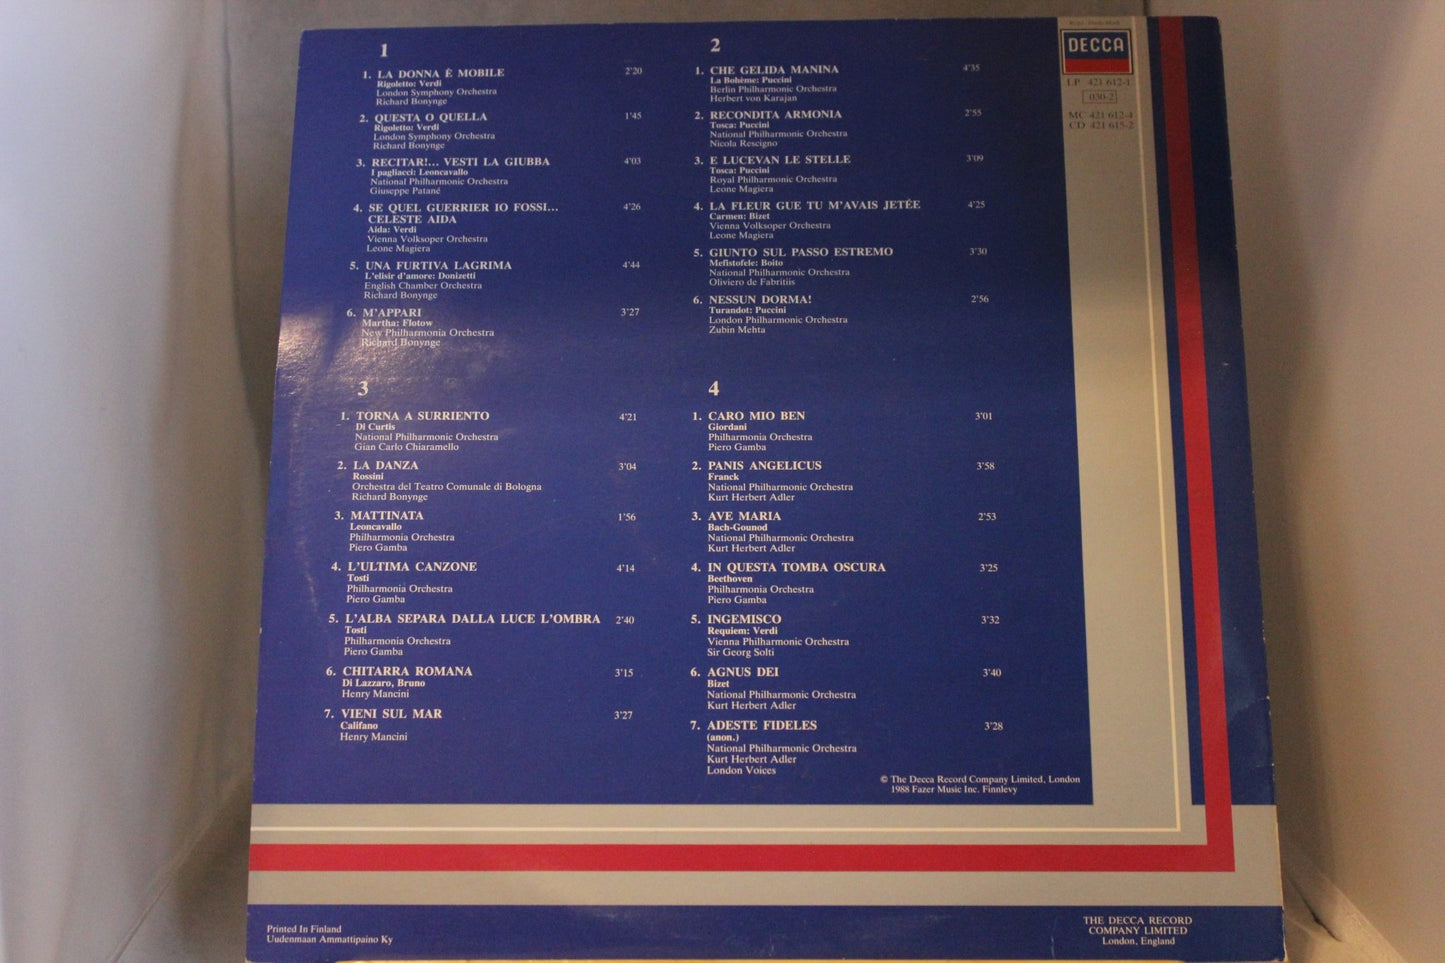 1
1. LA DONNA È MOBILE 2'20
Rigoletto: Verdi
London Symphony Orchestra
Richard Bonynge
2. QUESTA O QUELLA 1'45
Rigoletto: Verdi
London Symphony Orchestra
Richard Bonynge
3. RECITAR!... VESTI LA GIUBBA 4'03
I pagliacci: Leoncavallo
National Philharmonic Orchestra
Giuseppe Patané
4. SE QUEL GUERRIER IO FOSSI... 4'26
CELESTE AIDA
Aida: Verdi
Vienna Volksoper Orchestra
Leone Magiera
5. UNA FURTIVA LAGRIMA 4'44
L'elisir d'amore: Donizetti
English Chamber Orchestra
Richard Bonynge
6. M'APPARI 3'27
Martha: Flotow
New Philharmonia Orchestra
Richard Bonynge
2
1. CHE GELIDA MANINA 4'35
La Bohème: Puccini
Berlin Philharmonic Orchestra
Herbert von Karajan
2. RECONDITA ARMONIA 2'55
Tosca: Puccini
National Philharmonic Orchestra
Nicola Rescigno
3. E LUCEVAN LE STELLE 3'09
Tosca: Puccini
Royal Philharmonic Orchestra
Leone Magiera
4. LA FLEUR GUE TU M'AVAIS JETÉE 4'25
Carmen: Bizet
Vienna Volksoper Orchestra
Leone Magiera
5. GIUNTO SUL PASSO ESTREMO 3'30
Mefistofele: Boito
National Philharmonic Orchestra
Oliviero de Fabritiis
6. NESSUN DORMA! 2'56
Turandot: Puccini
London Philharmonic Orchestra
Zubin Mehta
DECCA
LP 421 612-1
030-2
MC 421 612-4
CD 421 615-2
3
1. TORNA A SURRIENTO 4'21
Di Curtis
National Philharmonic Orchestra
Gian Carlo Chiaramello
2. LA DANZA 3'04
Rossini
Orchestra del Teatro Comunale di Bologna
Richard Bonynge
3. MATTINATA 1'56
Leoncavallo
Philharmonia Orchestra
Piero Gamba
4. L'ULTIMA CANZONE 4'14
Tosti
Philharmonia Orchestra
Piero Gamba
5. L'ALBA SEPARA DALLA LUCE L'OMBRA 2'40
Tosti
Philharmonia Orchestra
Piero Gamba
6. CHITARRA ROMANA 3'15
Di Lazzaro, Bruno
Henry Mancini
7. VIENI SUL MAR 3'27
Califano
Henry Mancini
4
1. CARO MIO BEN 3'01
Giordani
Philharmonia Orchestra
Piero Gamba
2. PANIS ANGELICUS 3'58
Franck
National Philharmonic Orchestra
Kurt Herbert Adler
3. AVE MARIA 2'53
Bach-Gounod
National Philharmonic Orchestra
Kurt Herbert Adler
4. IN QUESTA TOMBA OSCURA 3'25
Beethoven
Philharmonia Orchestra
Piero Gamba
5. INGEMISCO 3'32
Requiem: Verdi
Vienna Philharmonic Orchestra
Sir Georg Solti
6. AGNUS DEI 3'40
Bizet
National Philharmonic Orchestra
Kurt Herbert Adler
7. ADESTE FIDELES 3'28
(anon.)
National Philharmonic Orchestra
Kurt Herbert Adler
London Voices
© The Decca Record Company Limited, London
1988 Fazer Music Inc. Finnlevy
Printed In Finland
Uudenmaan Ammattipaino Ky
THE DECCA RECORD
COMPANY LIMITED
London, England